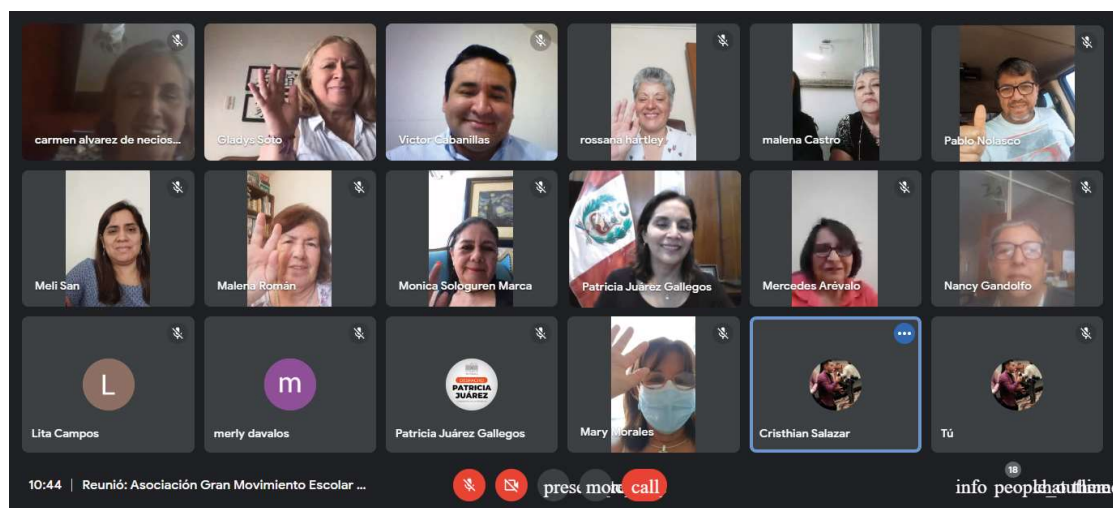 carmen alvarez de necios...
Gladys Soto
Victor Cabanillas
rossana hartley
malena Castro
Pablo Nolasco
Meli San
Malena Román
Monica Sologuren Marca
Patricia Juárez Gallegos
Mercedes Arévalo
Nancy Gandolfo
L
Lita Campos
m
merly davalos
PATRICIA
JUÁREZ
Patricia Juárez Gallegos
Mary Morales
Cristhian Salazar
Tú
10:44 | Reunió: Asociación Gran Movimiento Escolar ...
call
18
info